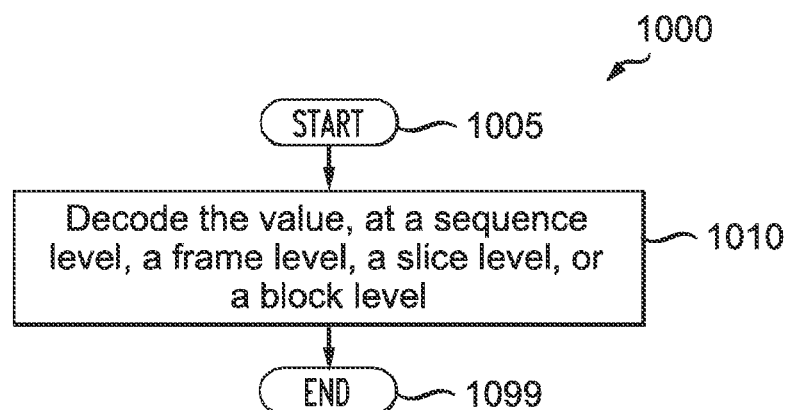 1000
START 1005
Decode the value, at a sequence
level, a frame level, a slice level, or
a block level
1010
END 1099